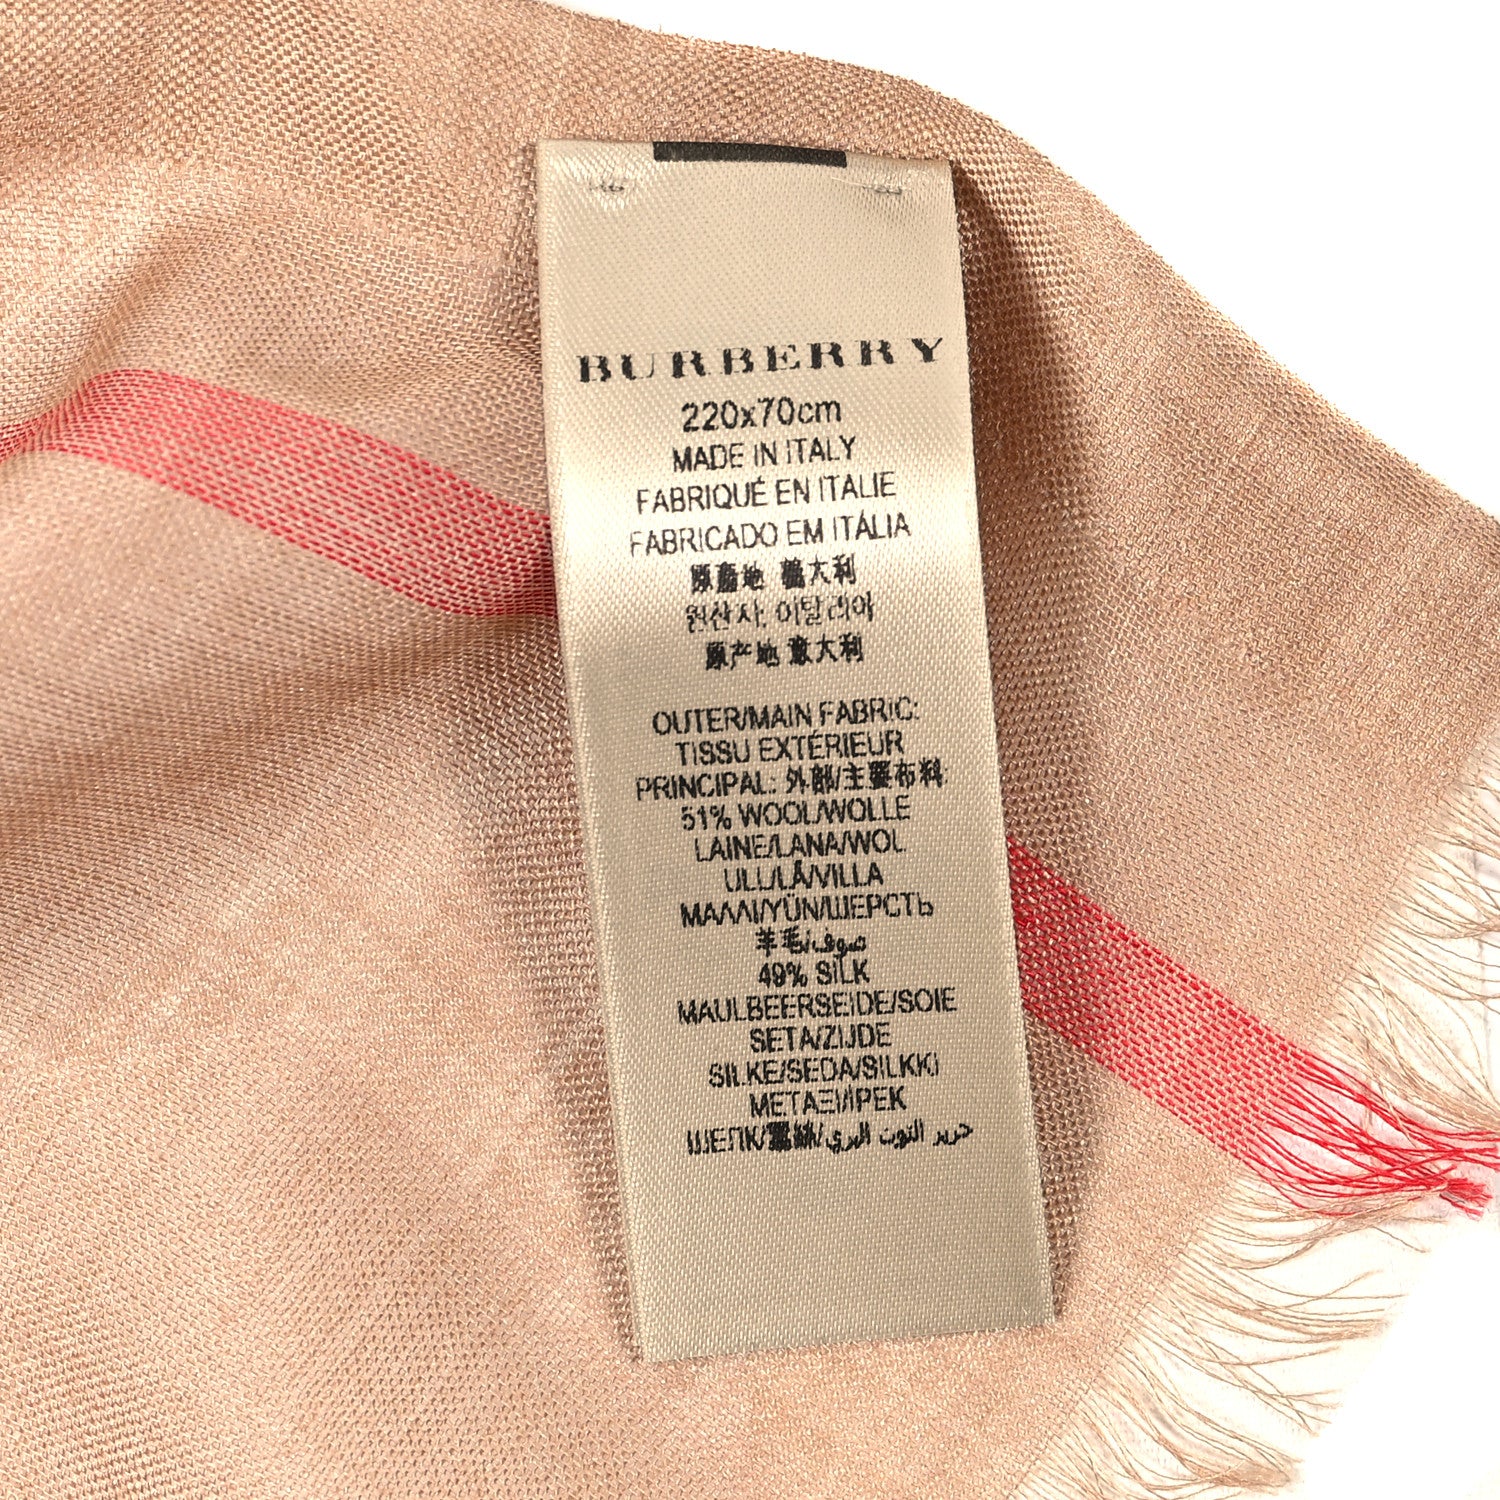 BURBERRY
220x70cm
MADE IN ITALY
FABRIQUÉ EN ITALIE
FABRICADO EM ITÁLIA
原產地 義大利
원산지: 이탈리아
原产地 意大利
OUTER/MAIN FABRIC:
TISSU EXTÉRIEUR
PRINCIPAL: 外部/主要布料
51% WOOL/WOLLE
LAINE/LANA/WOL
ULL/LÃ/VILLA
ΜΑΛΛΙ/YÜN/ШЕРСТЬ
羊毛/صوف
49% SILK
MAULBEERSEIDE/SOIE
SETA/ZIJDE
SILKE/SEDA/SILKKI
ΜΕΤΑΞΙ/İPEK
ШЕЛК/蠶絲/حرير التوت البري